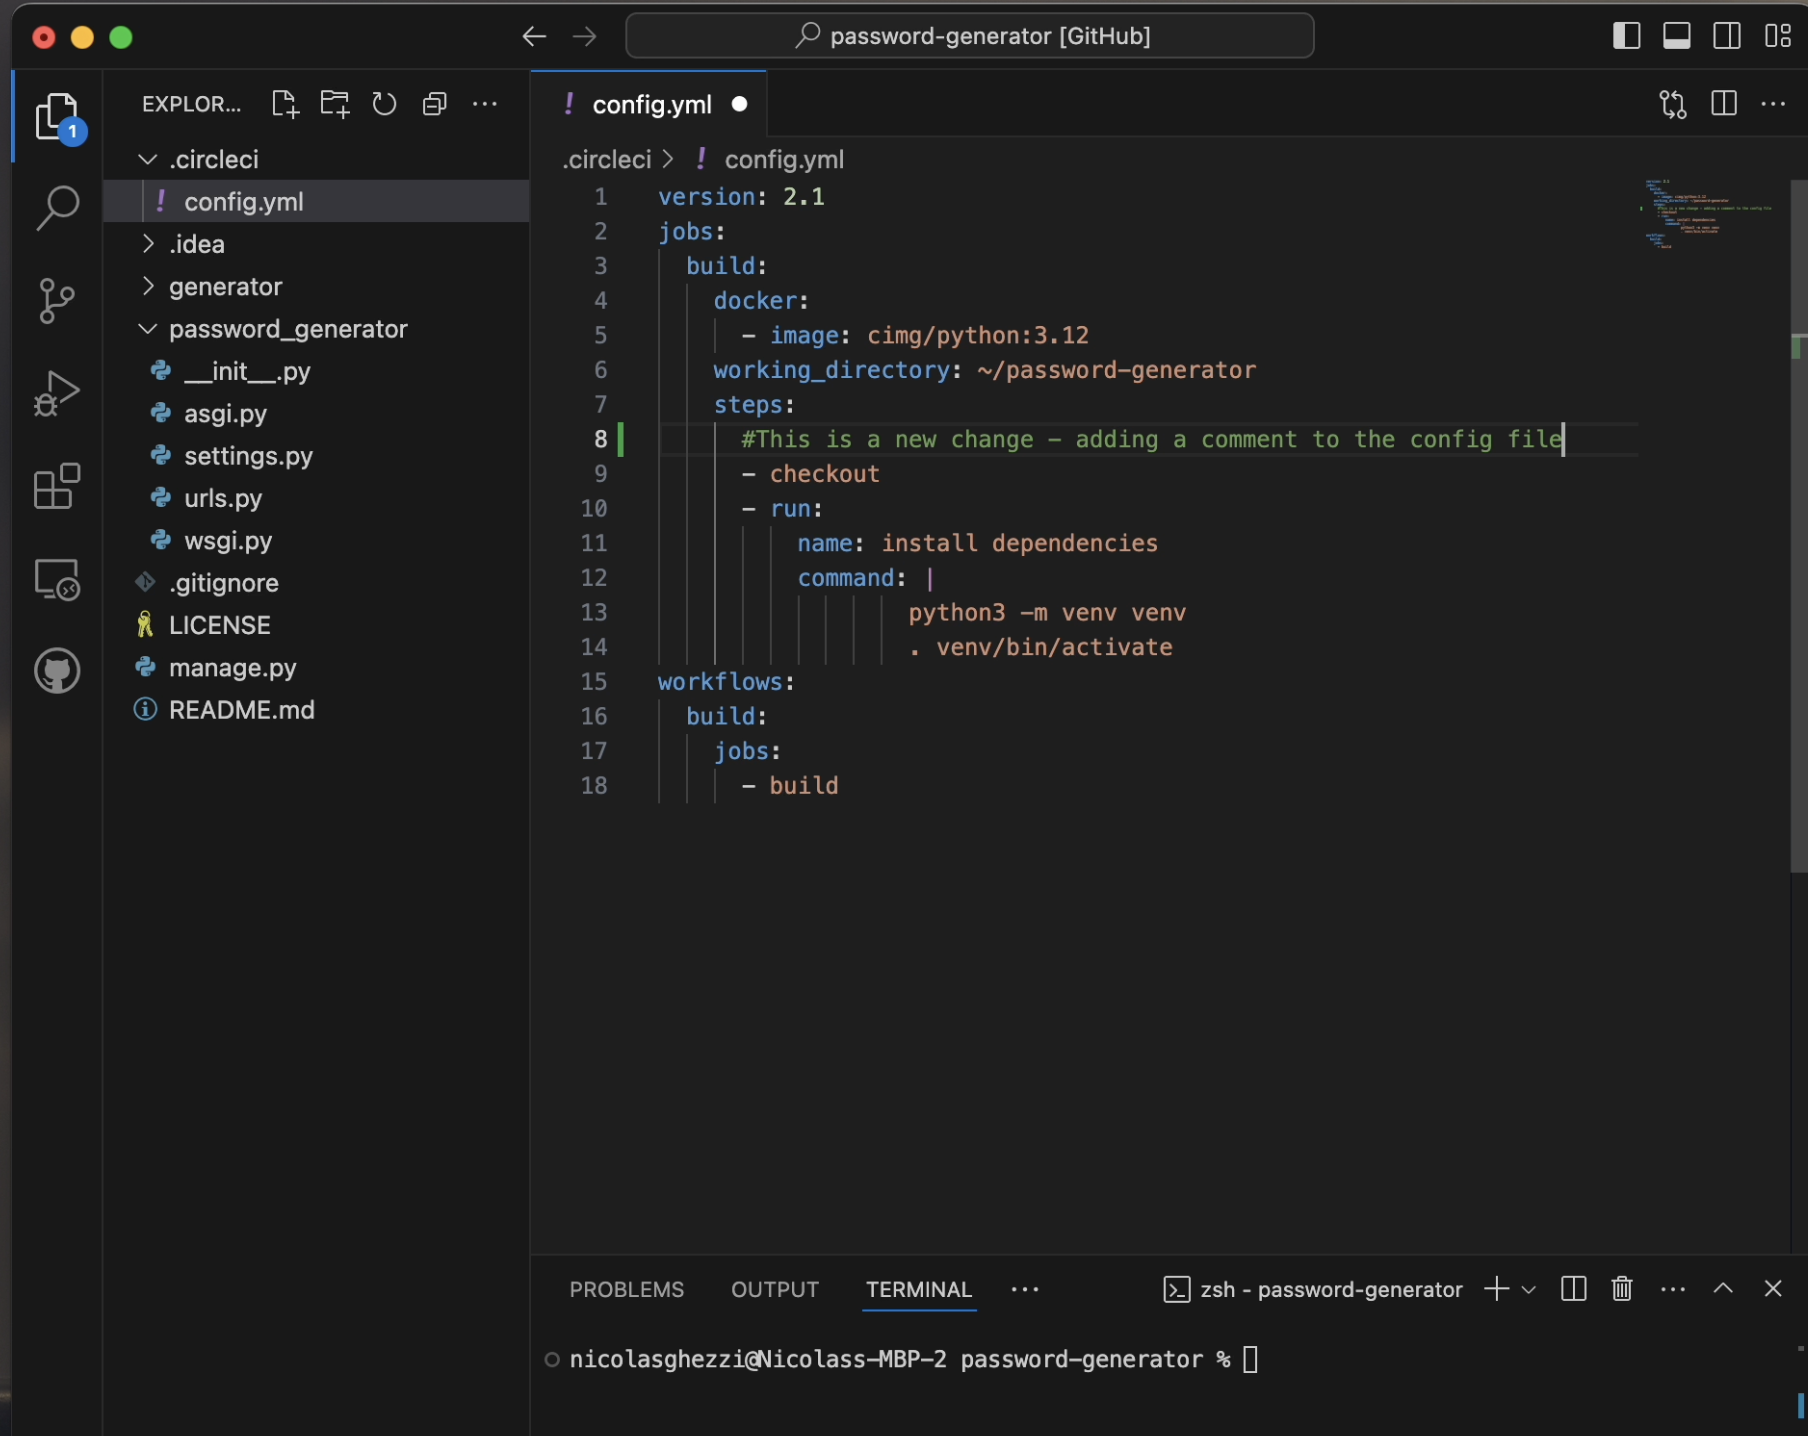 password-generator [GitHub]
EXPLOR...
1
.circleci
! config.yml
.idea
generator
password_generator
__init__.py
asgi.py
settings.py
urls.py
wsgi.py
.gitignore
LICENSE
manage.py
README.md
! config.yml
.circleci > ! config.yml
1 version: 2.1
2 jobs:
3 build:
4 docker:
5 - image: cimg/python:3.12
6 working_directory: ~/password-generator
7 steps:
8 #This is a new change - adding a comment to the config file
9 - checkout
10 - run:
11 name: install dependencies
12 command: |
13 python3 -m venv venv
14 . venv/bin/activate
15 workflows:
16 build:
17 jobs:
18 - build
PROBLEMS OUTPUT TERMINAL ... zsh - password-generator
nicolasghezzi@Nicolass-MBP-2 password-generator %